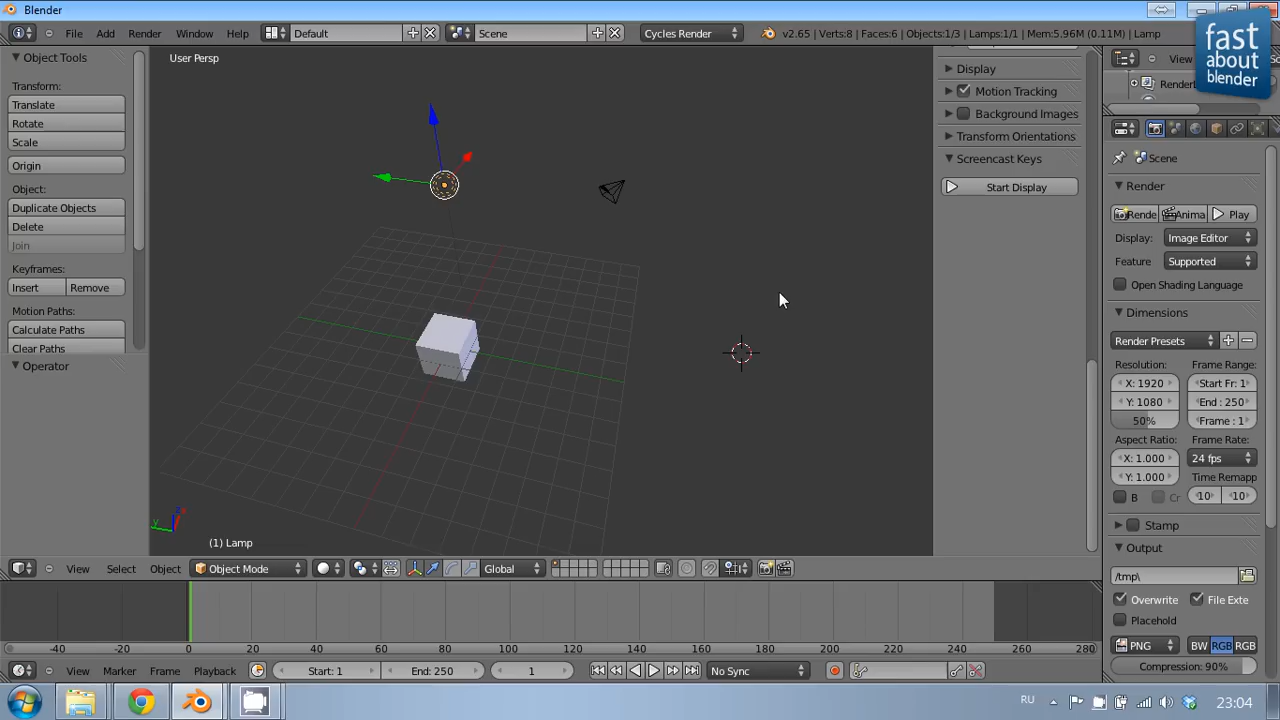 Blender
File Add Render Window Help
Default
Scene
Cycles Render
v2.65 | Verts:8 | Faces:6 | Objects:1/3 | Lamps:1/1 | Mem:5.96M (0.11M) | Lamp
fast
about
blender
Object Tools
Transform:
Translate
Rotate
Scale
Origin
Object:
Duplicate Objects
Delete
Join
Keyframes:
Insert Remove
Motion Paths:
Calculate Paths
Clear Paths
Operator
User Persp
(1) Lamp
z
y
Display
Motion Tracking
Background Images
Transform Orientations
Screencast Keys
Start Display
View
Render
Scene
Render
Rende Anima Play
Display: Image Editor
Feature Supported
Open Shading Language
Dimensions
Render Presets
Resolution: Frame Range:
X: 1920 Start Fr: 1
Y: 1080 End : 250
50% Frame : 1
Aspect Ratio: Frame Rate:
X: 1.000 24 fps
Y: 1.000 Time Remapp
B Cr 10 10
Stamp
Output
/tmp\
Overwrite File Exte
Placehold
PNG BW RGB RGB
Compression: 90%
View Select Object Object Mode Global
-40 -20 0 20 40 60 80 100 120 140 160 180 200 220 240 260 280
View Marker Frame Playback Start: 1 End: 250 1 No Sync
RU 23:04